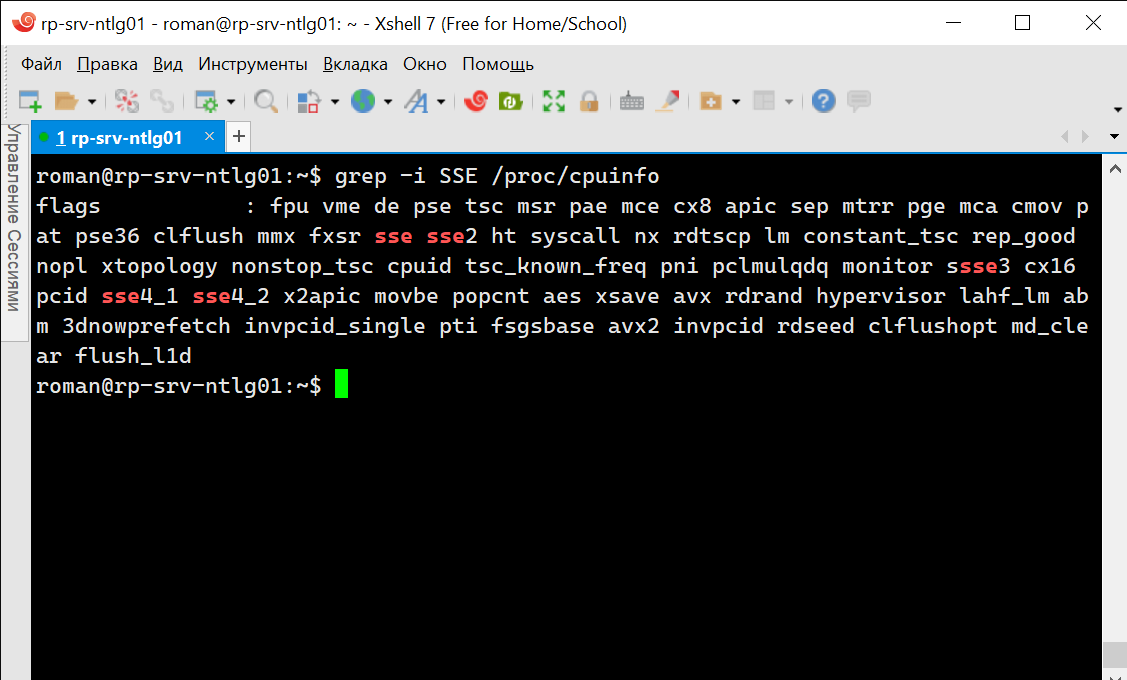 rp-srv-ntlg01 - roman@rp-srv-ntlg01: ~ - Xshell 7 (Free for Home/School)
Файл Правка Вид Инструменты Вкладка Окно Помощь
Управление Сессиями
1 rp-srv-ntlg01 × +
roman@rp-srv-ntlg01:~$ grep -i SSE /proc/cpuinfo
flags : fpu vme de pse tsc msr pae mce cx8 apic sep mtrr pge mca cmov p
at pse36 clflush mmx fxsr sse sse2 ht syscall nx rdtscp lm constant_tsc rep_good
nopl xtopology nonstop_tsc cpuid tsc_known_freq pni pclmulqdq monitor ssse3 cx16
pcid sse4_1 sse4_2 x2apic movbe popcnt aes xsave avx rdrand hypervisor lahf_lm ab
m 3dnowprefetch invpcid_single pti fsgsbase avx2 invpcid rdseed clflushopt md_cle
ar flush_l1d
roman@rp-srv-ntlg01:~$